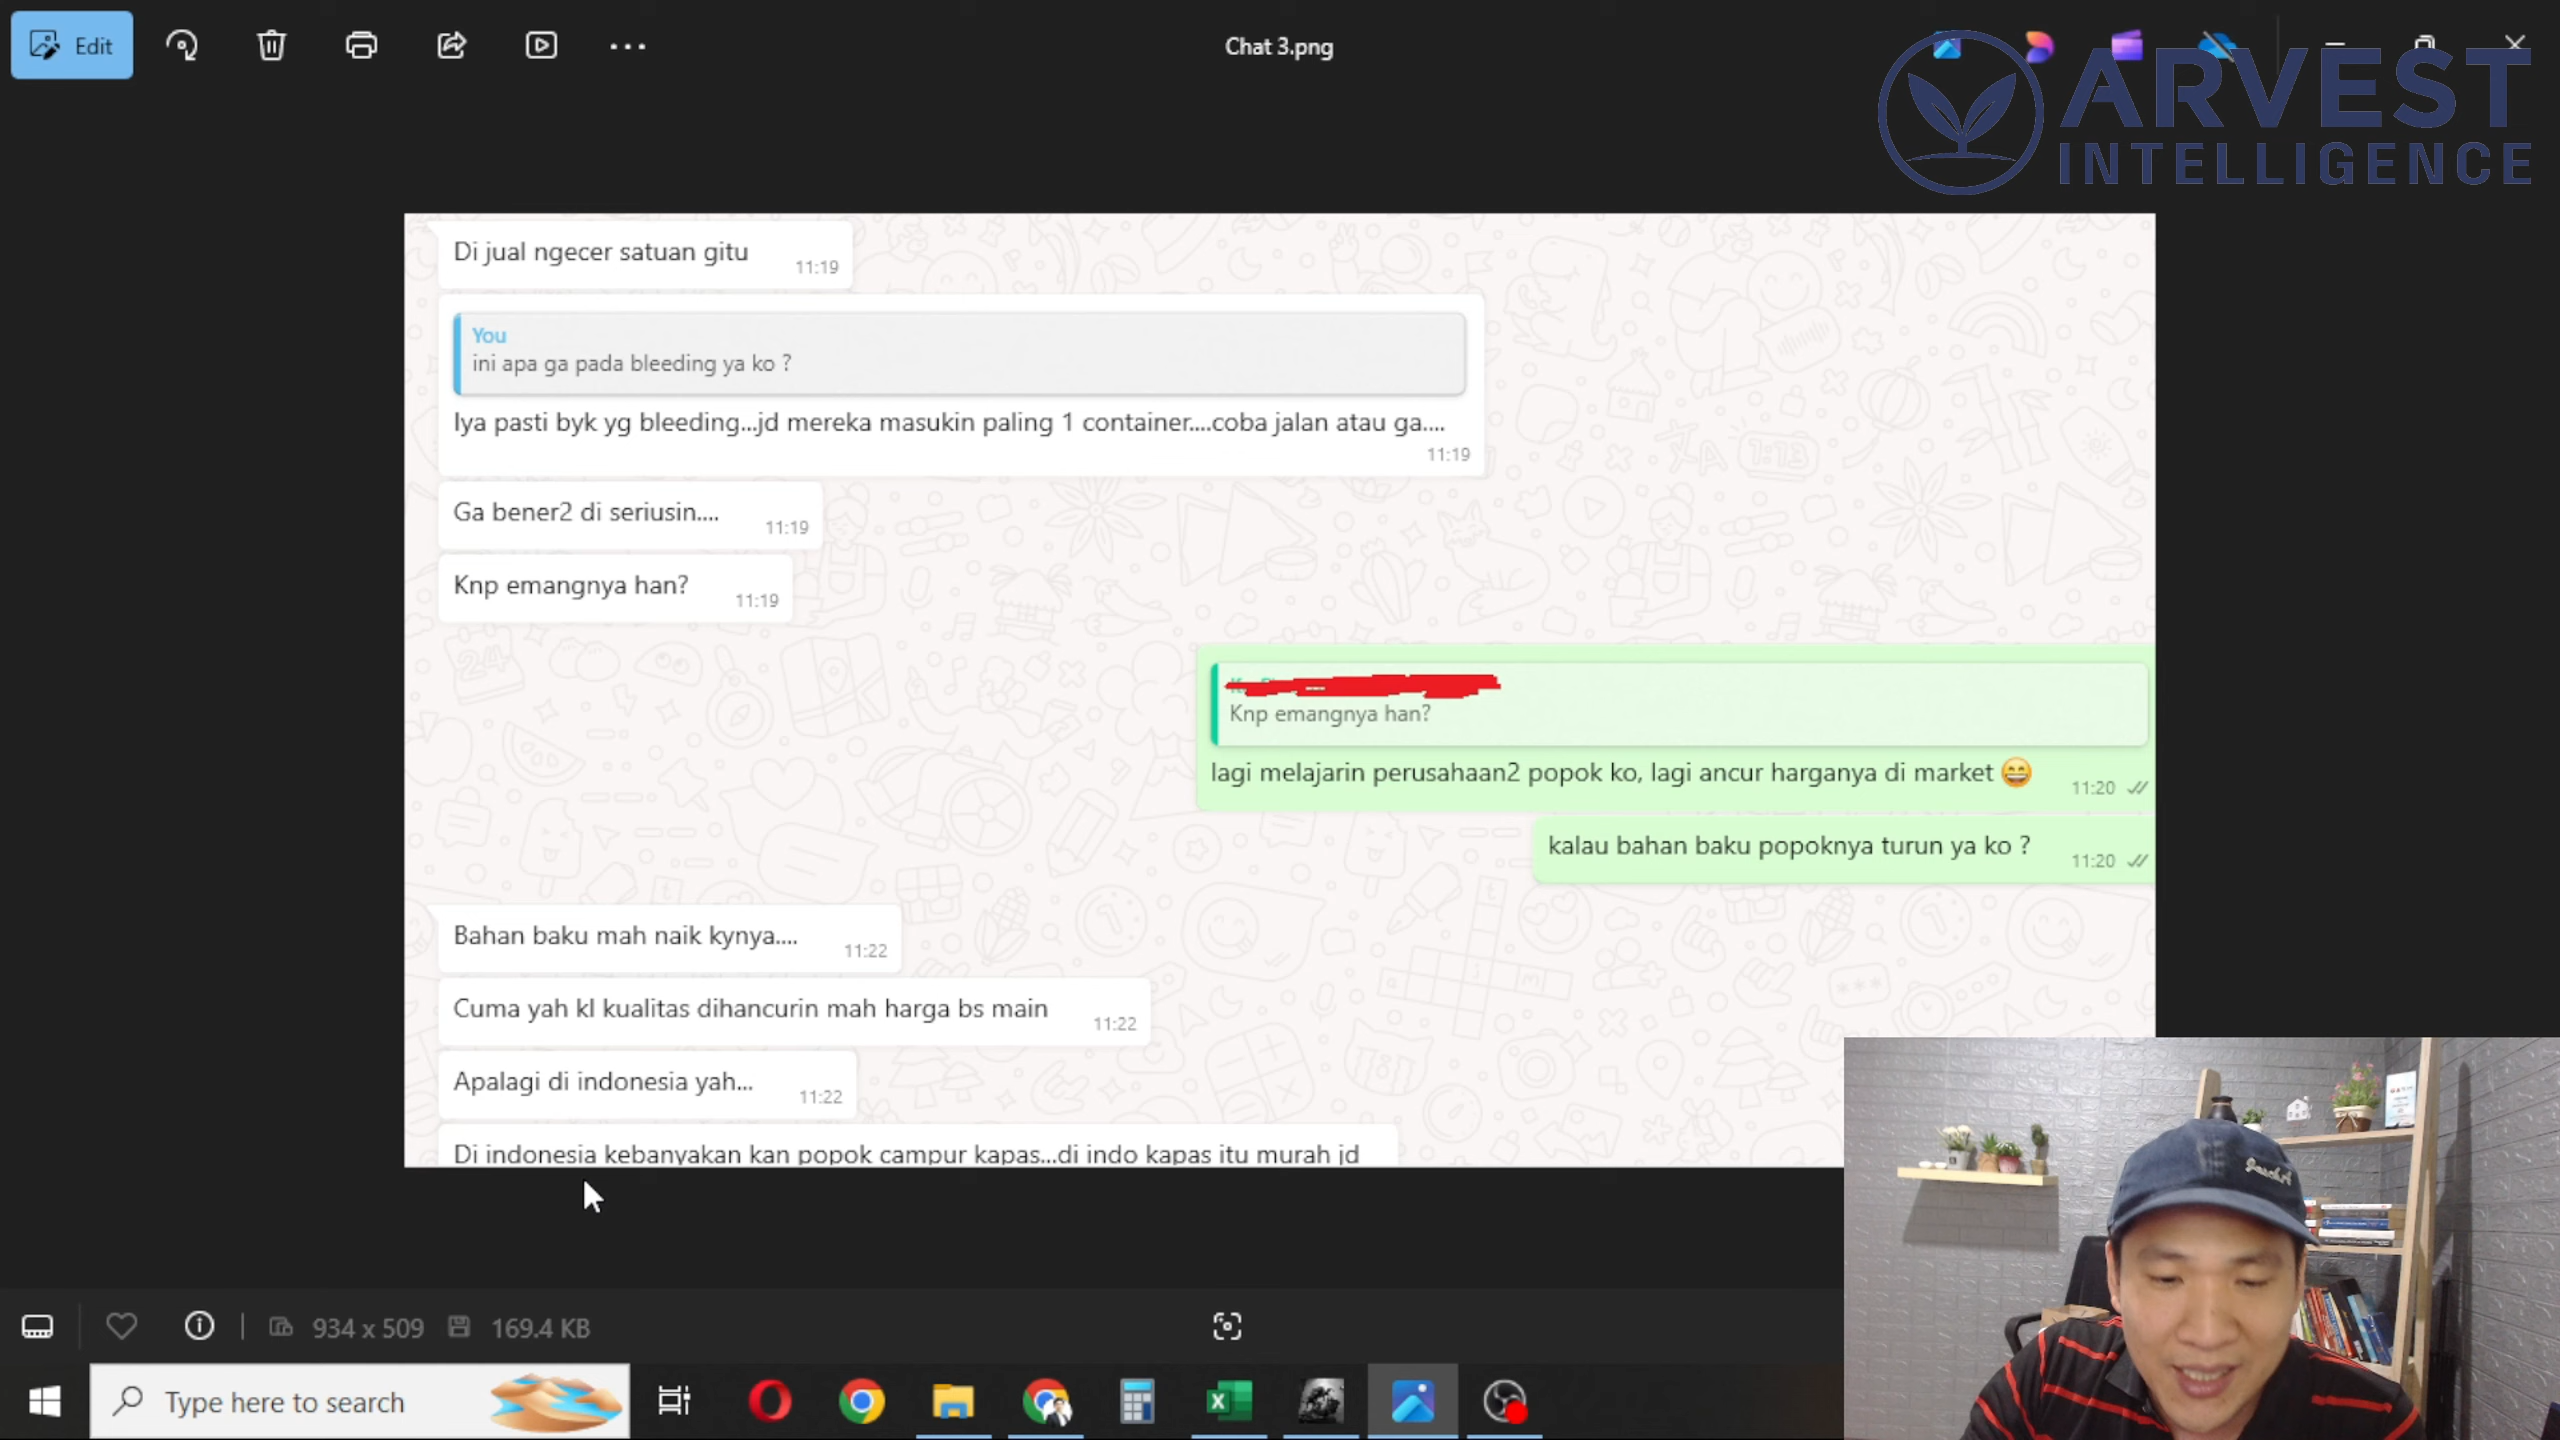 Edit
Chat 3.png
ARVEST
INTELLIGENCE
Di jual ngecer satuan gitu
11:19
You
ini apa ga pada bleeding ya ko ?
Iya pasti byk yg bleeding...jd mereka masukin paling 1 container....coba jalan atau ga....
11:19
Ga bener2 di seriusin....
11:19
Knp emangnya han?
11:19
Knp emangnya han?
lagi melajarin perusahaan2 popok ko, lagi ancur harganya di market 😄
11:20
kalau bahan baku popoknya turun ya ko ?
11:20
Bahan baku mah naik kynya....
11:22
Cuma yah kl kualitas dihancurin mah harga bs main
11:22
Apalagi di indonesia yah...
11:22
Di indonesia kebanyakan kan popok campur kapas...di indo kapas itu murah jd
934 x 509
169.4 KB
Type here to search